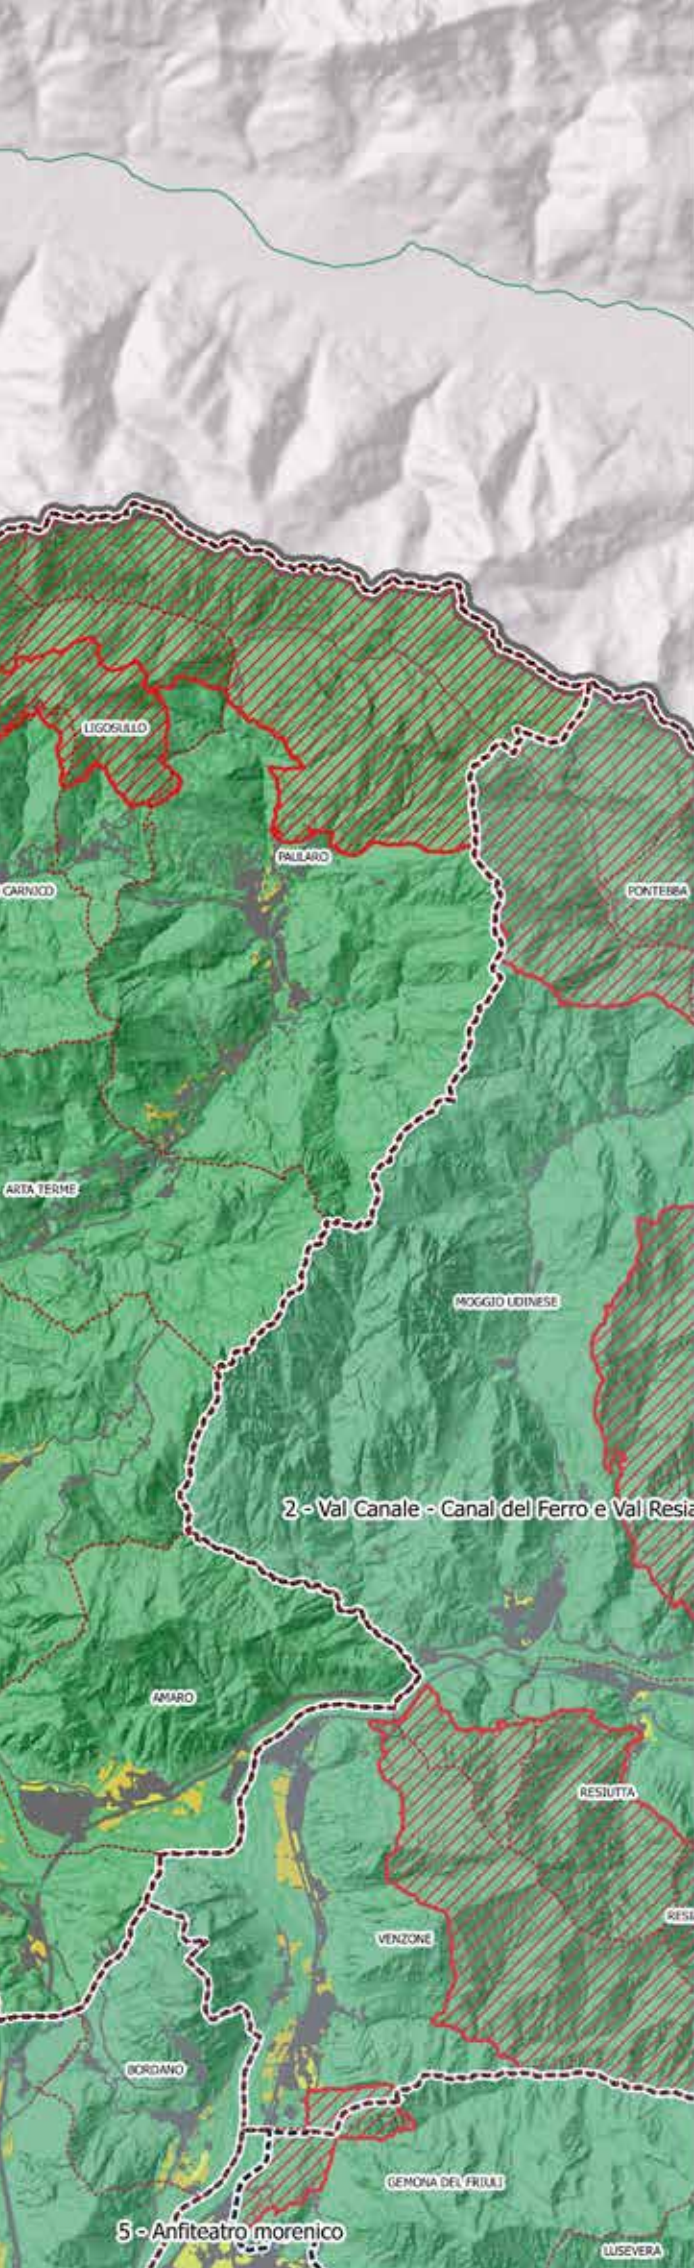 LIGOSULLO
PAULARO
CARNICO
PONTEBBA
ARTA TERME
MOGGIO UDINESE
2 - Val Canale - Canal del Ferro e Val Resia
AMARO
RESIUTTA
RESI
VENZONE
BORDANO
GEMONA DEL FRIULI
5 - Anfiteatro morenico
LUSEVERA